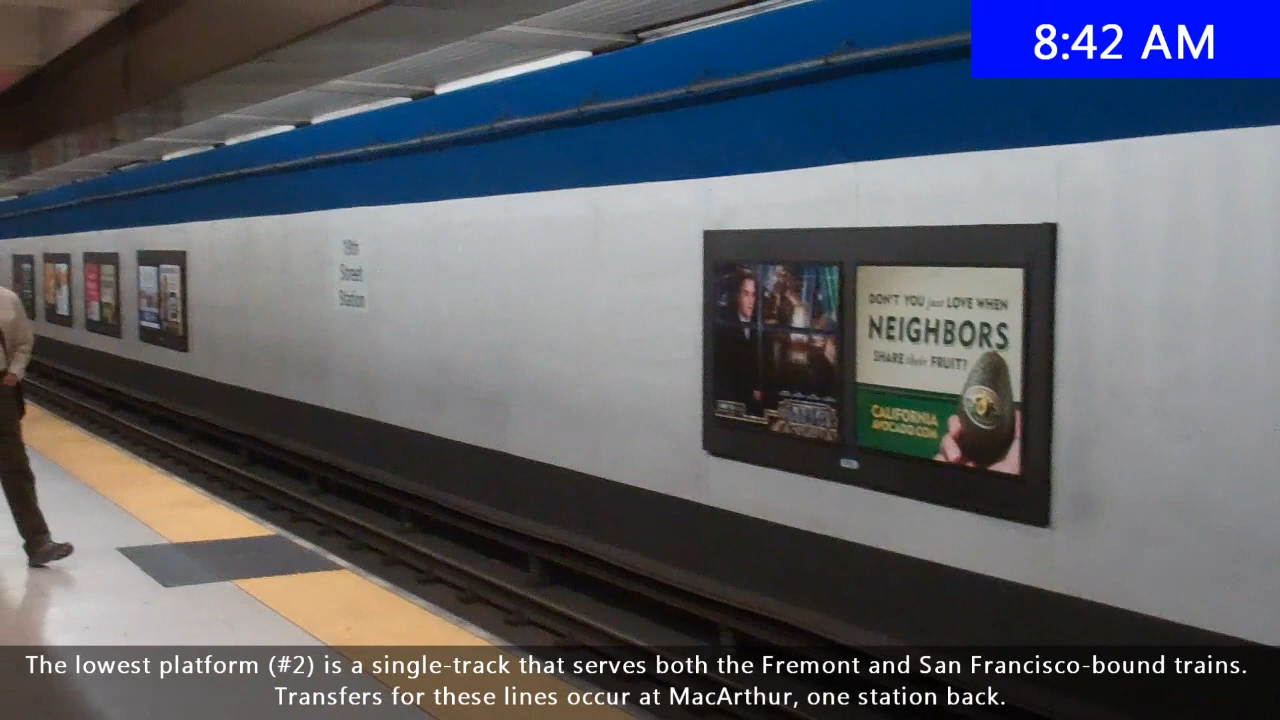 8:42 AM
19th
Street
Station
DON'T YOU just LOVE WHEN
NEIGHBORS
SHARE their FRUIT?
CALIFORNIA
AVOCADO.COM
The lowest platform (#2) is a single-track that serves both the Fremont and San Francisco-bound trains.
Transfers for these lines occur at MacArthur, one station back.